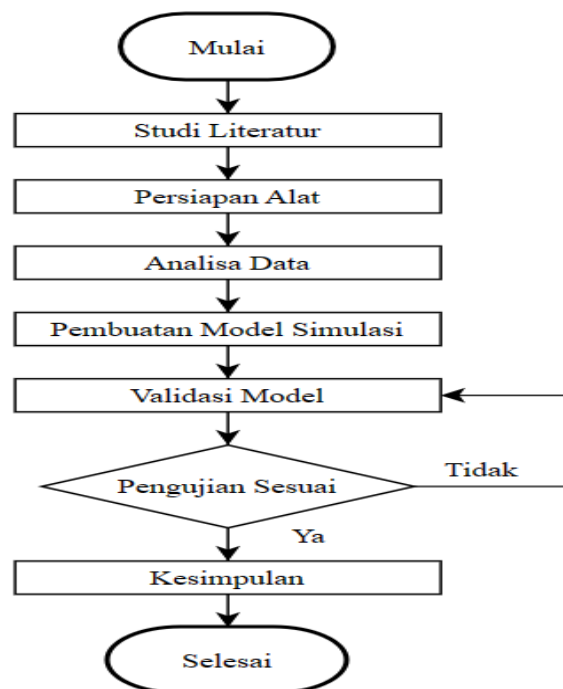 Mulai
Studi Literatur
Persiapan Alat
Analisa Data
Pembuatan Model Simulasi
Validasi Model
Pengujian Sesuai
Tidak
Ya
Kesimpulan
Selesai